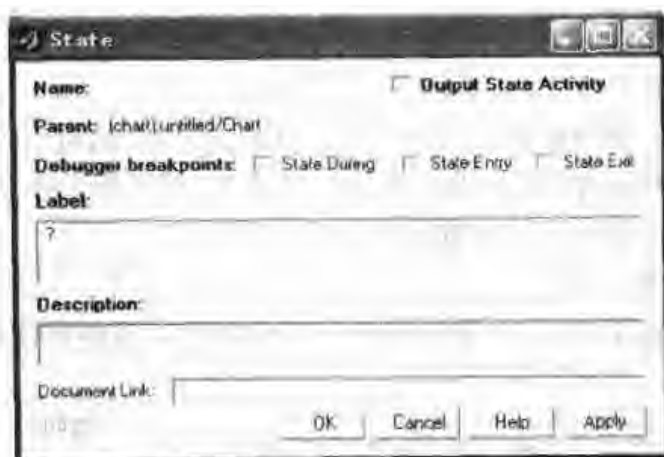 State
Name: Output State Activity
Parent: (chart) untitled/Chart
Debugger breakpoints: State During State Entry State Exit
Label:
?
Description:
Document Link:
OK Cancel Help Apply